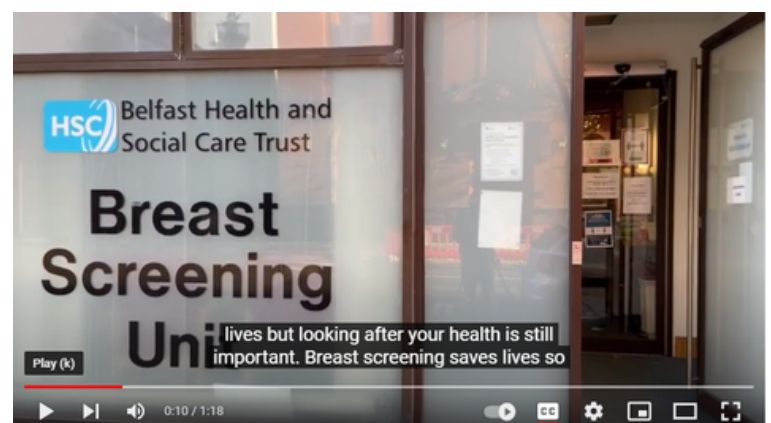 HSC
Belfast Health and
Social Care Trust
Breast
Screening
Unit
lives but looking after your health is still
important. Breast screening saves lives so
Play (k)
0:10 / 1:18
CC